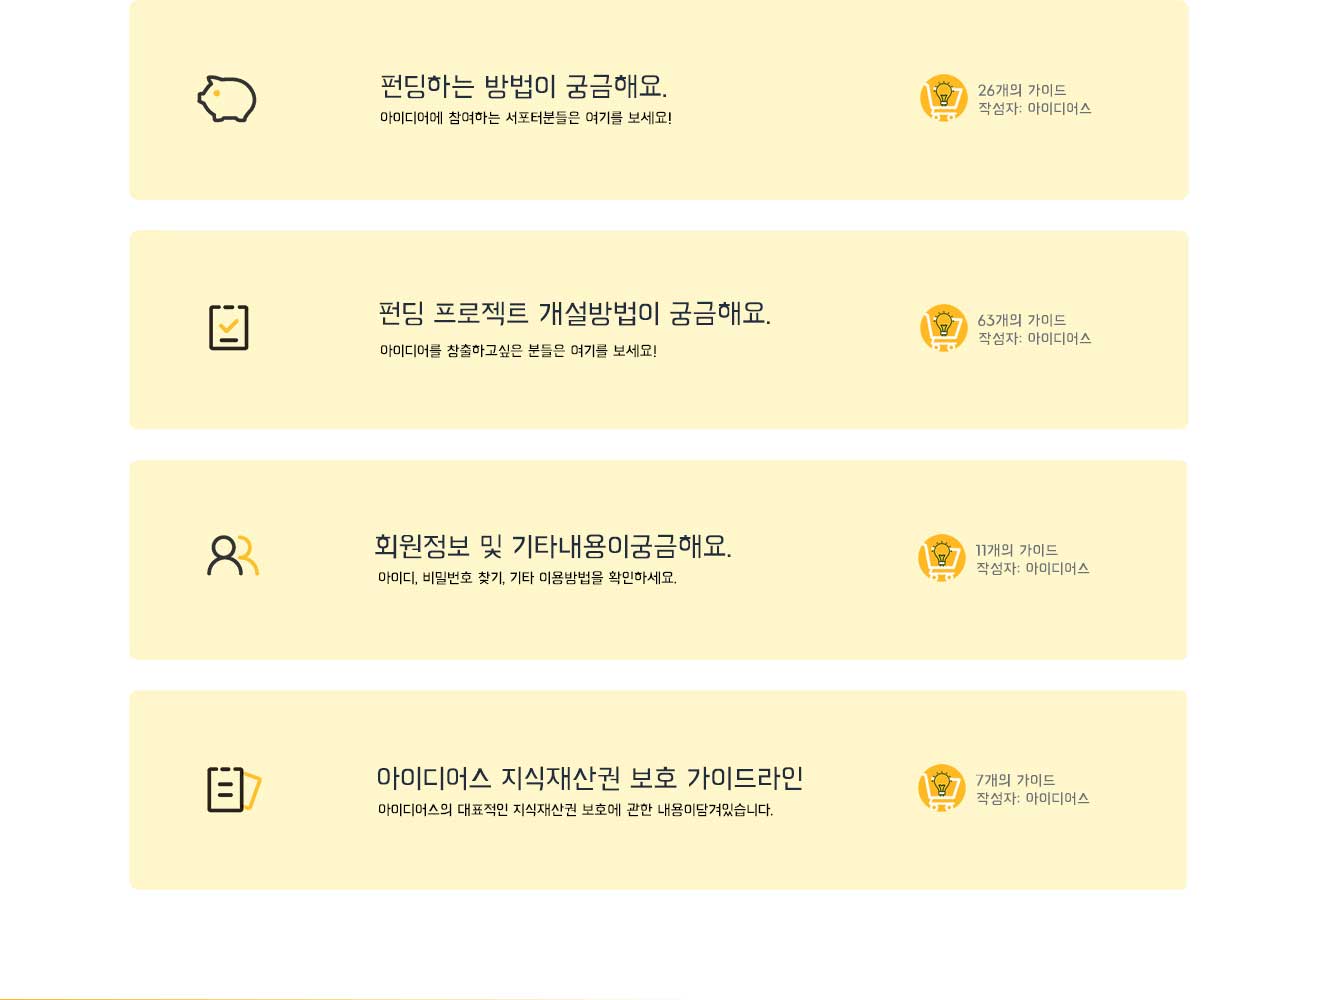 펀딩하는 방법이 궁금해요.
아이디어에 참여하는 서포터분들은 여기를 보세요!
26개의 가이드
작성자: 아이디어스
펀딩 프로젝트 개설방법이 궁금해요.
아이디어를 창출하고싶은 분들은 여기를 보세요!
63개의 가이드
작성자: 아이디어스
회원정보 및 기타내용이궁금해요.
아이디, 비밀번호 찾기, 기타 이용방법을 확인하세요.
11개의 가이드
작성자: 아이디어스
아이디어스 지식재산권 보호 가이드라인
아이디어스의 대표적인 지식재산권 보호에 관한 내용이담겨있습니다.
7개의 가이드
작성자: 아이디어스